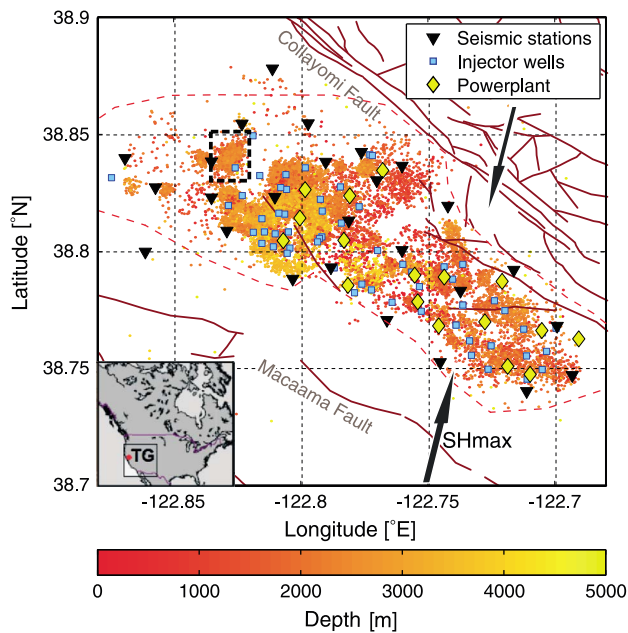 38.9
38.85
38.8
38.75
38.7
Latitude [°N]
Collayomi Fault
Seismic stations
Injector wells
Powerplant
Macaama Fault
SHmax
TG
-122.85
-122.8
-122.75
-122.7
Longitude [°E]
0
1000
2000
3000
4000
5000
Depth [m]